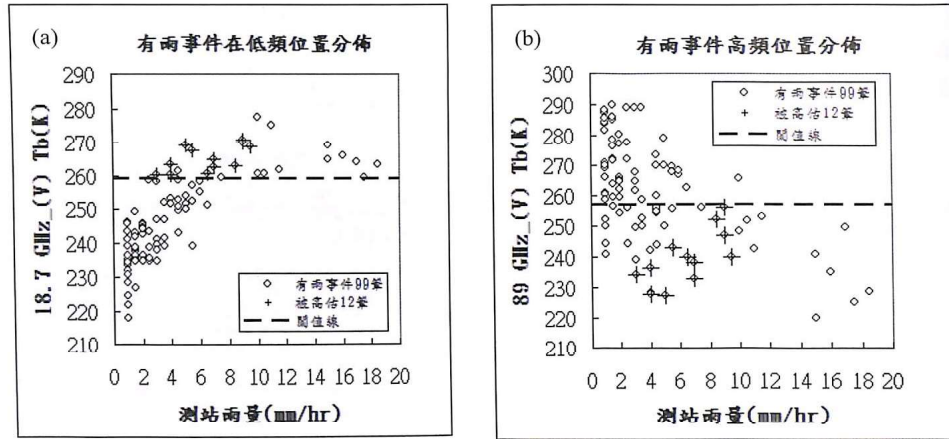 (a)
有雨事件在低頻位置分佈
18.7 GHz_(V) Tb(K)
290
280
270
260
250
240
230
220
210
有雨事件99筆
被高估12筆
閾值線
0 2 4 6 8 10 12 14 16 18 20
測站雨量(mm/hr)
(b)
有雨事件高頻位置分佈
89 GHz_(V) Tb(K)
300
290
280
270
260
250
240
230
220
210
有雨事件99筆
被高估12筆
閾值線
0 2 4 6 8 10 12 14 16 18 20
測站雨量(mm/hr)